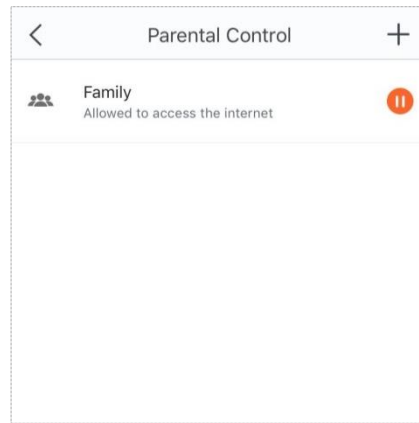 Parental Control
Family
Allowed to access the internet